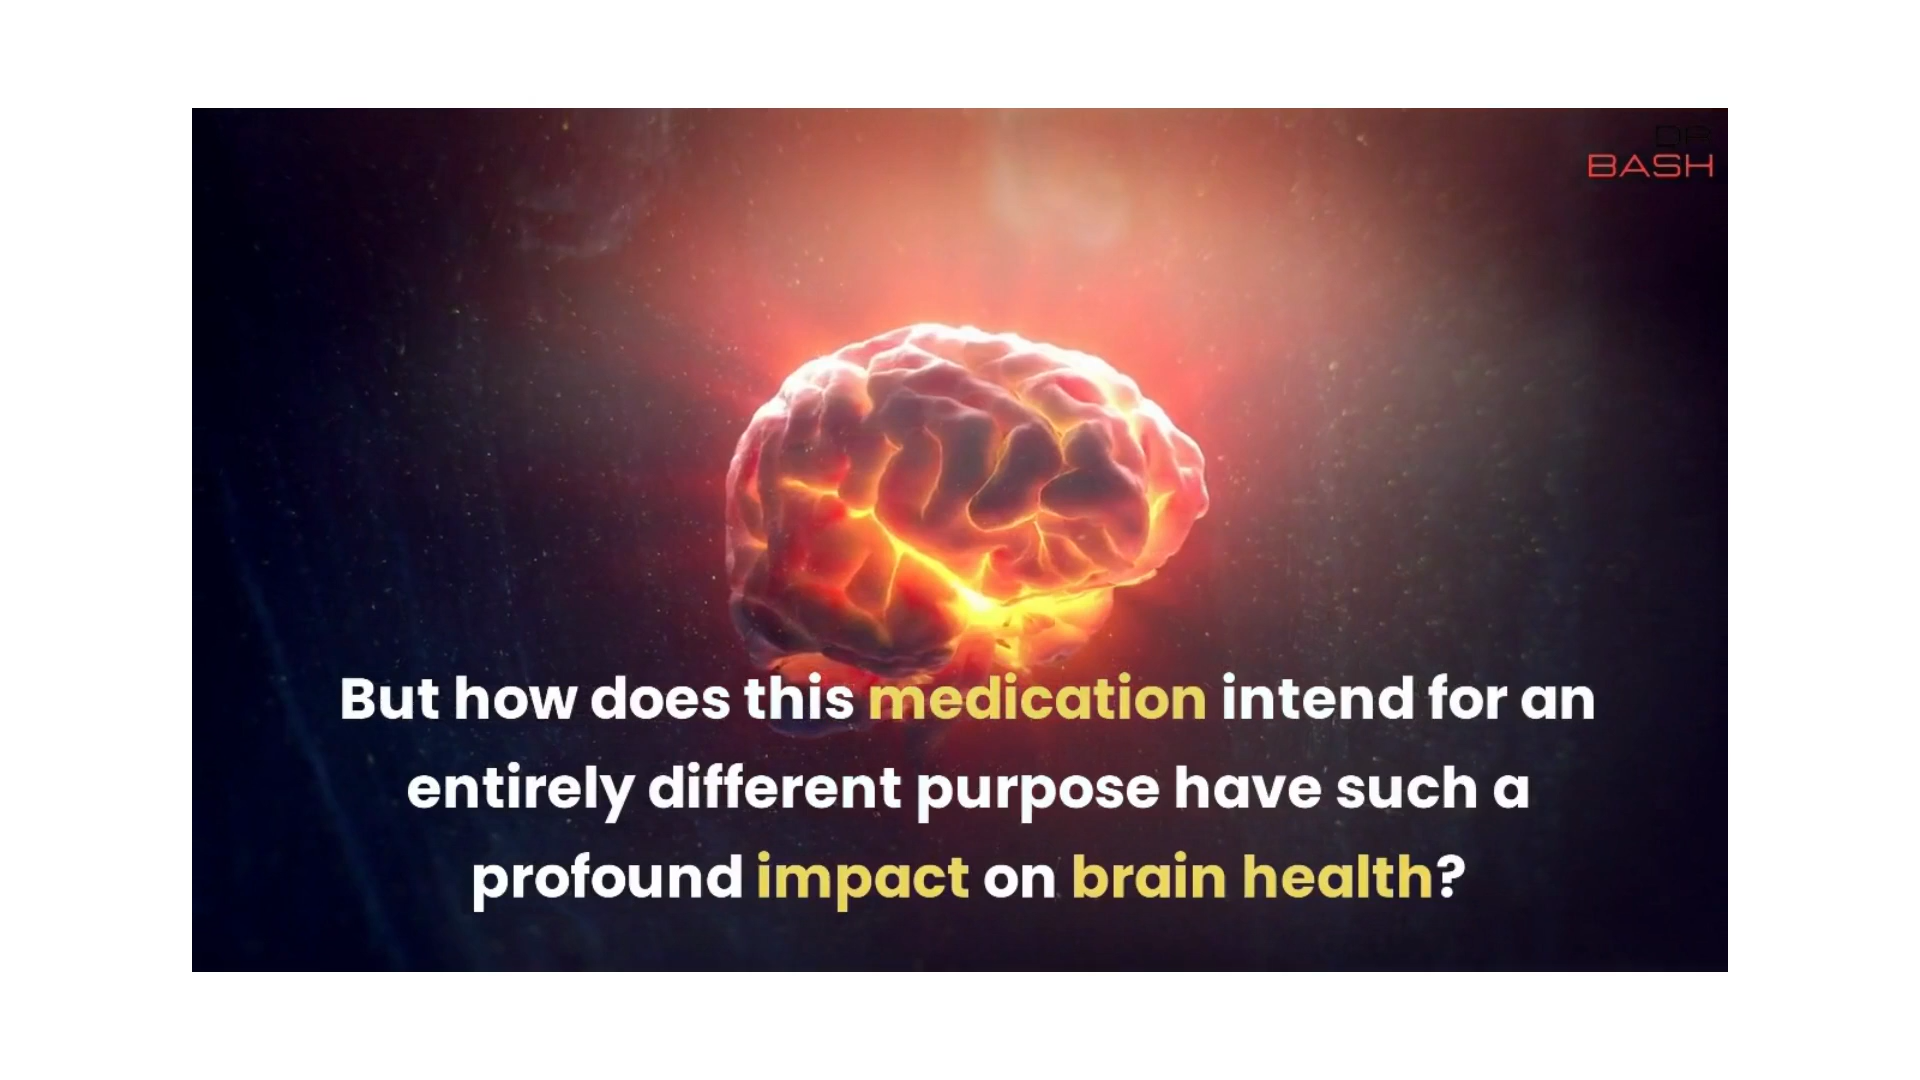 DR
BASH
But how does this medication intend for an
entirely different purpose have such a
profound impact on brain health?